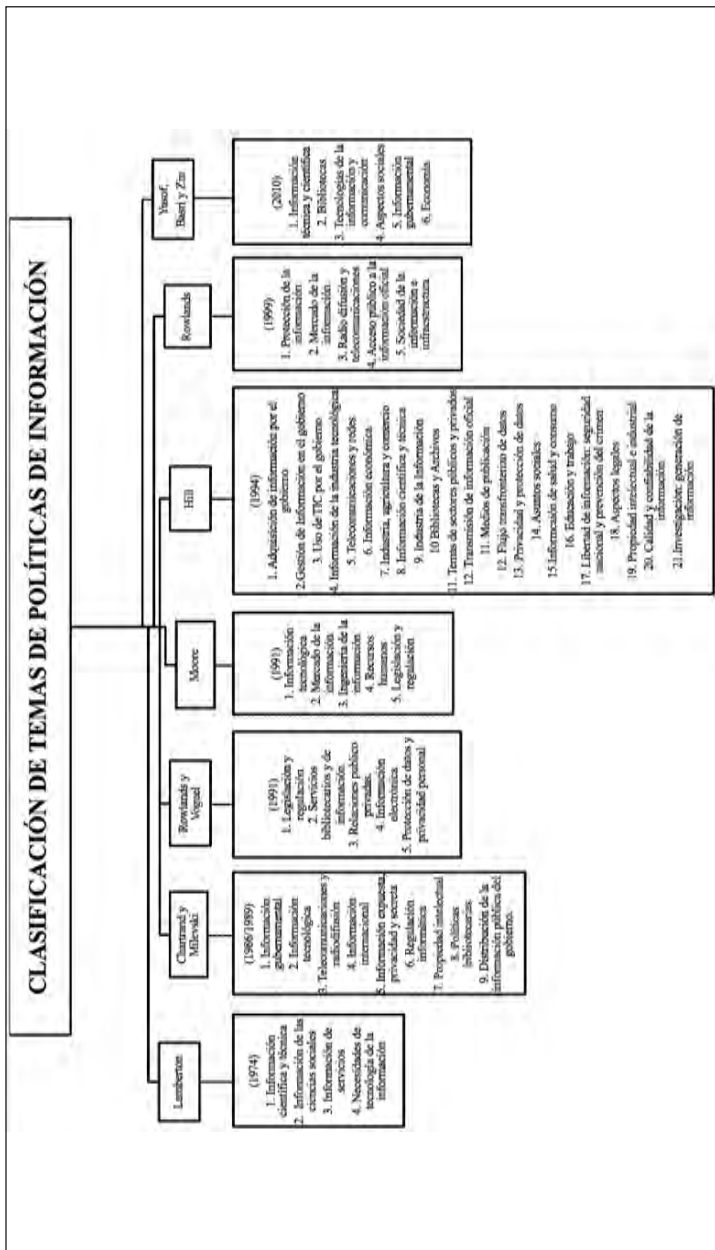 CLASIFICACIÓN DE TEMAS DE POLÍTICAS DE INFORMACIÓN
Lamberton
(1974)
1. Información
científica y técnica
2. Información de las
ciencias sociales
3. Información de
servicios
4. Necesidades de
tecnología de la
información
Chartrand y
Milevski
(1986/1989)
1. Información
gubernamental
2. Información
tecnológica
3. Telecomunicaciones y
radiodifusión
4. Información
internacional
5. Información expuesta,
privacidad y secreta
6. Regulación
informática
7. Propiedad intelectual
8. Políticas
bibliotecarias
9. Distribución de la
información pública del
gobierno.
Rowlands y
Voguel
(1991)
1. Legislación y
regulación
2. Servicios
bibliotecarios y de
información
3. Relaciones publico
privadas.
4. Información
electrónica
5. Protección de datos y
privacidad personal
Moore
(1991)
1. Información
tecnológica
2. Mercado de la
información
3. Ingeniería de la
información
4. Recursos
humanos
5. Legislación y
regulación
Hill
(1994)
1. Adquisición de información por el
gobierno
2.Gestión de Información en el gobierno
3. Uso de TIC por el gobierno
4. Información de la industria tecnológica
5. Telecomunicaciones y redes
6. Información económica
7. Industria, agricultura y comercio
8. Información científica y técnica
9. Industria de la Información
10 Bibliotecas y Archivos
11. Temas de sectores públicos y privados
12. Transmisión de información oficial
11. Medios de publicación
12. Flujo transfronterizo de datos
13. Privacidad y protección de datos
14. Asuntos sociales
15.Información de salud y consumo
16. Educación y trabajo
17. Libertad de información: seguridad
nacional y prevención del crimen
18. Aspectos legales
19. Propiedad intelectual e industrial
20. Calidad y confiabilidad de la
información
21.Investigación: generación de
información
Rowlands
(1999)
1. Protección de la
información
2. Mercado de la
información.
3. Radio difusión y
telecomunicaciones
4. Acceso público a la
información oficial
5. Sociedad de la
información e
infraestructura
Yusof,
Basri y Zin
(2010)
1. Información
técnica y científica
2. Bibliotecas
3. Tecnologías de la
información y
comunicación
4. Aspectos sociales
5. Información
gubernamental
6. Economía